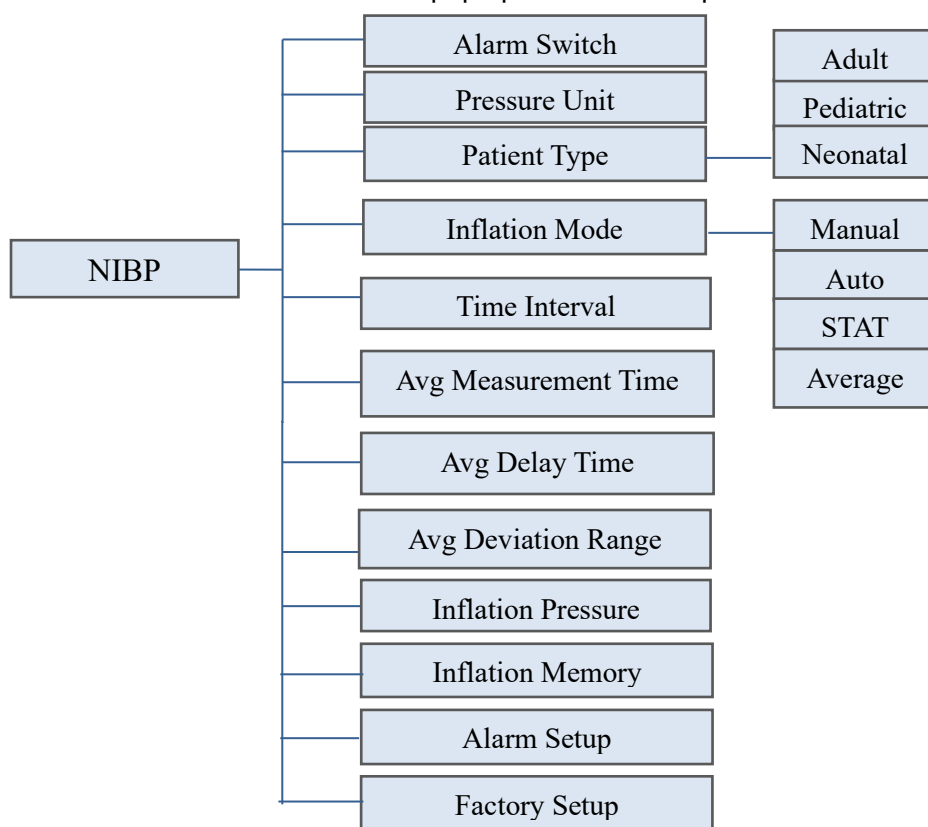 NIBP
Alarm Switch
Pressure Unit
Patient Type
Inflation Mode
Time Interval
Avg Measurement Time
Avg Delay Time
Avg Deviation Range
Inflation Pressure
Inflation Memory
Alarm Setup
Factory Setup
Adult
Pediatric
Neonatal
Manual
Auto
STAT
Average